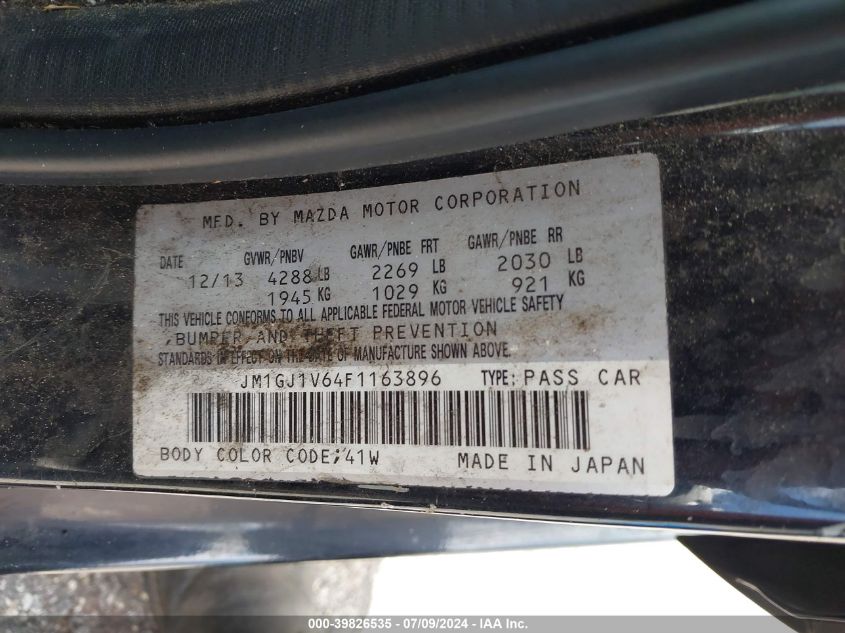 MFD. BY MAZDA MOTOR CORPORATION
DATE GVWR/PNBV GAWR/PNBE FRT GAWR/PNBE RR
12/13 4288 LB 2269 LB 2030 LB
1945 KG 1029 KG 921 KG
THIS VEHICLE CONFORMS TO ALL APPLICABLE FEDERAL MOTOR VEHICLE SAFETY
,BUMPER AND THEFT PREVENTION
STANDARDS IN EFFECT ON THE DATE OF MANUFACTURE SHOWN ABOVE.
JM1GJ1V64F1163896 TYPE: PASS CAR
BODY COLOR CODE;41W MADE IN JAPAN
000-39826535 - 07/09/2024 - IAA Inc.